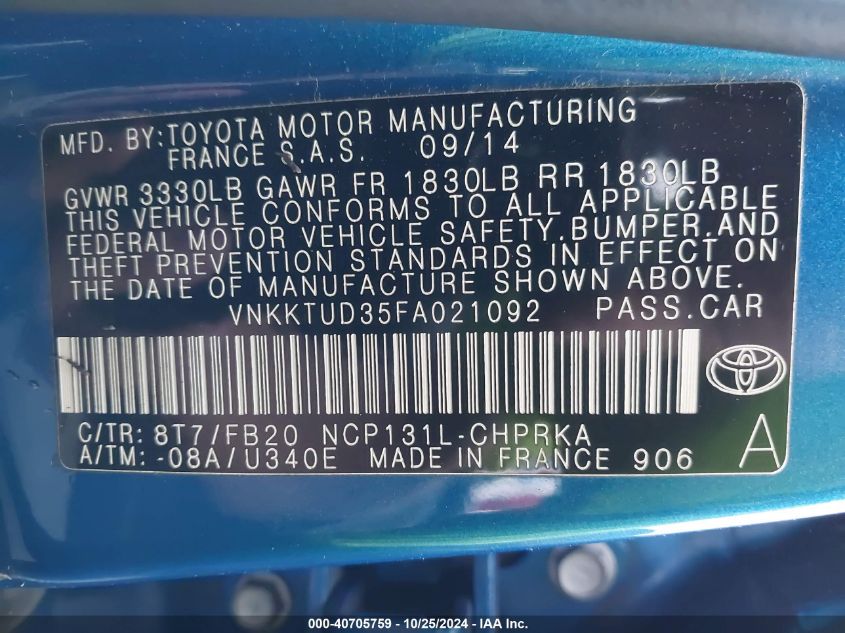 MFD. BY:TOYOTA MOTOR MANUFACTURING
FRANCE S.A.S. 09/14
GVWR 3330LB GAWR FR 1830LB RR 1830LB
THIS VEHICLE CONFORMS TO ALL APPLICABLE
FEDERAL MOTOR VEHICLE SAFETY,BUMPER,AND
THEFT PREVENTION STANDARDS IN EFFECT ON
THE DATE OF MANUFACTURE SHOWN ABOVE.
VNKKTUD35FA021092 PASS.CAR
C/TR: 8T7/FB20 NCP131L-CHPRKA
A/TM: -08A/U340E MADE IN FRANCE 906 A
000-40705759 - 10/25/2024 - IAA Inc.